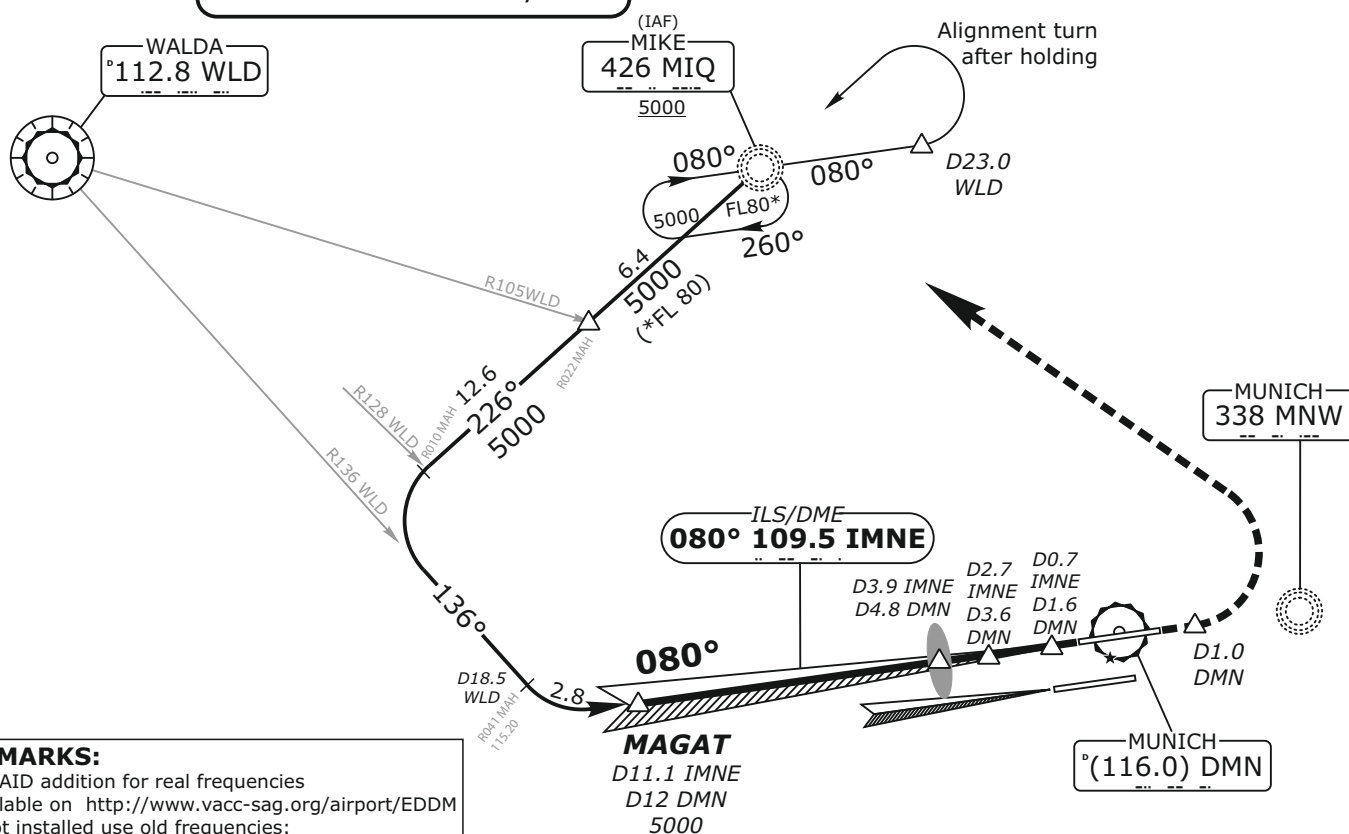 (IAF)
WALDA
D 112.8 WLD
MIKE
426 MIQ
5000
Alignment turn
after holding
080°
080°
D23.0
WLD
5000
FL80*
260°
6.4
5000
(*FL 80)
R105WLD
R022 MAH
12.6
226°
5000
R128 WLD
R010 MAH
R136 WLD
136°
MUNICH
338 MNW
ILS/DME
080° 109.5 IMNE
D3.9 IMNE
D4.8 DMN
D2.7
IMNE
D3.6
DMN
D0.7
IMNE
D1.6
DMN
080°
D1.0
DMN
D18.5
WLD
2.8
R041 MAH
115.20
MAGAT
D11.1 IMNE
D12 DMN
5000
MUNICH
D (116.0) DMN
MARKS:
AID addition for real frequencies
lable on http://www.vacc-sag.org/airport/EDDM
ot installed use old frequencies: